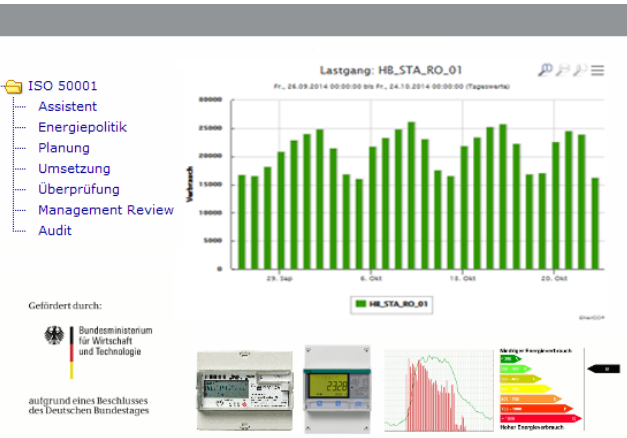 ISO 50001
Assistent
Energiepolitik
Planung
Umsetzung
Überprüfung
Management Review
Audit
Lastgang: HB_STA_RO_01
Fr., 26.09.2014 00:00:00 bis Fr., 24.10.2014 00:00:00 (Tageswerte)
Verbrauch
30000
25000
20000
15000
10000
5000
0
29. Sep
6. Okt
13. Okt
20. Okt
HB_STA_RO_01
Gefördert durch:
Bundesministerium
für Wirtschaft
und Technologie
aufgrund eines Beschlusses
des Deutschen Bundestages
2328
Niedriger Energieverbrauch
Hoher Energieverbrauch